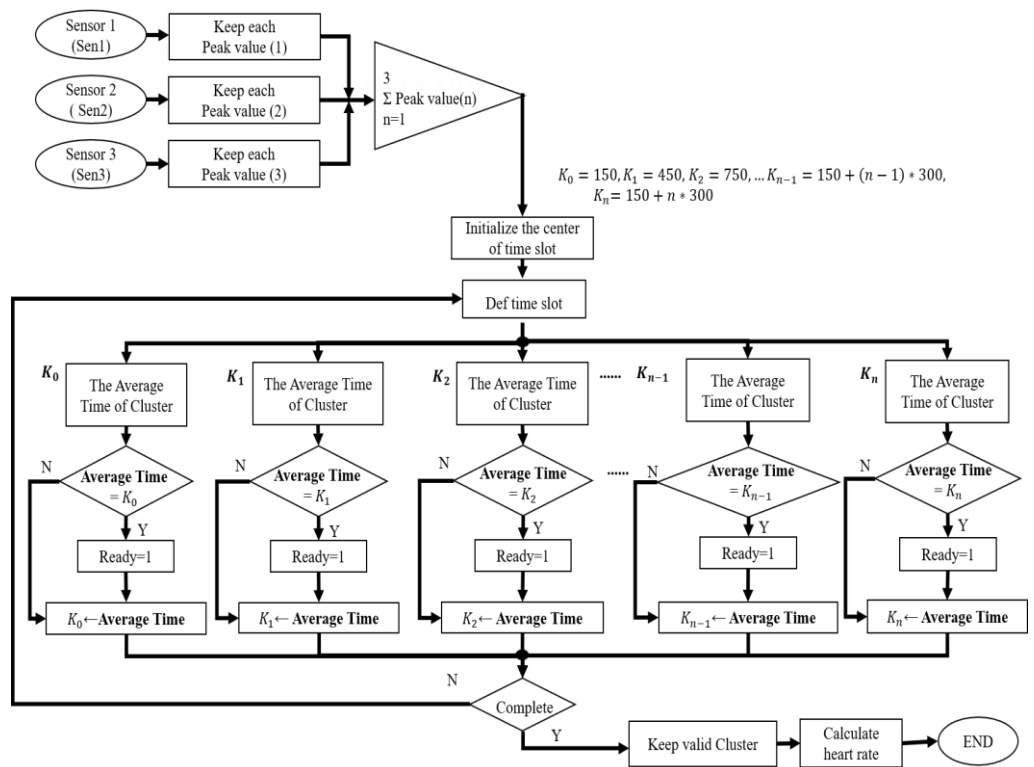 Sensor 1
(Sen1)
Keep each
Peak value (1)
Sensor 2
( Sen2)
Keep each
Peak value (2)
Sensor 3
(Sen3)
Keep each
Peak value (3)
3
Σ Peak value(n)
n=1
K₀ = 150, K₁ = 450, K₂ = 750, ... Kₙ₋₁ = 150 + (n − 1) * 300,
Kₙ = 150 + n * 300
Initialize the center
of time slot
Def time slot
K₀
The Average
Time of Cluster
K₁
The Average Time
of Cluster
K₂
The Average Time
of Cluster
......
Kₙ₋₁
The Average
Time of Cluster
Kₙ
The Average
Time of Cluster
N
Average Time
= K₀
Y
N
Average Time
= K₁
Y
N
Average Time
= K₂
Y
......
N
Average Time
= Kₙ₋₁
Y
N
Average Time
= Kₙ
Y
Ready=1
Ready=1
Ready=1
Ready=1
Ready=1
K₀← Average Time
K₁← Average Time
K₂← Average Time
Kₙ₋₁← Average Time
Kₙ← Average Time
N
Complete
Y
Keep valid Cluster
Calculate
heart rate
END